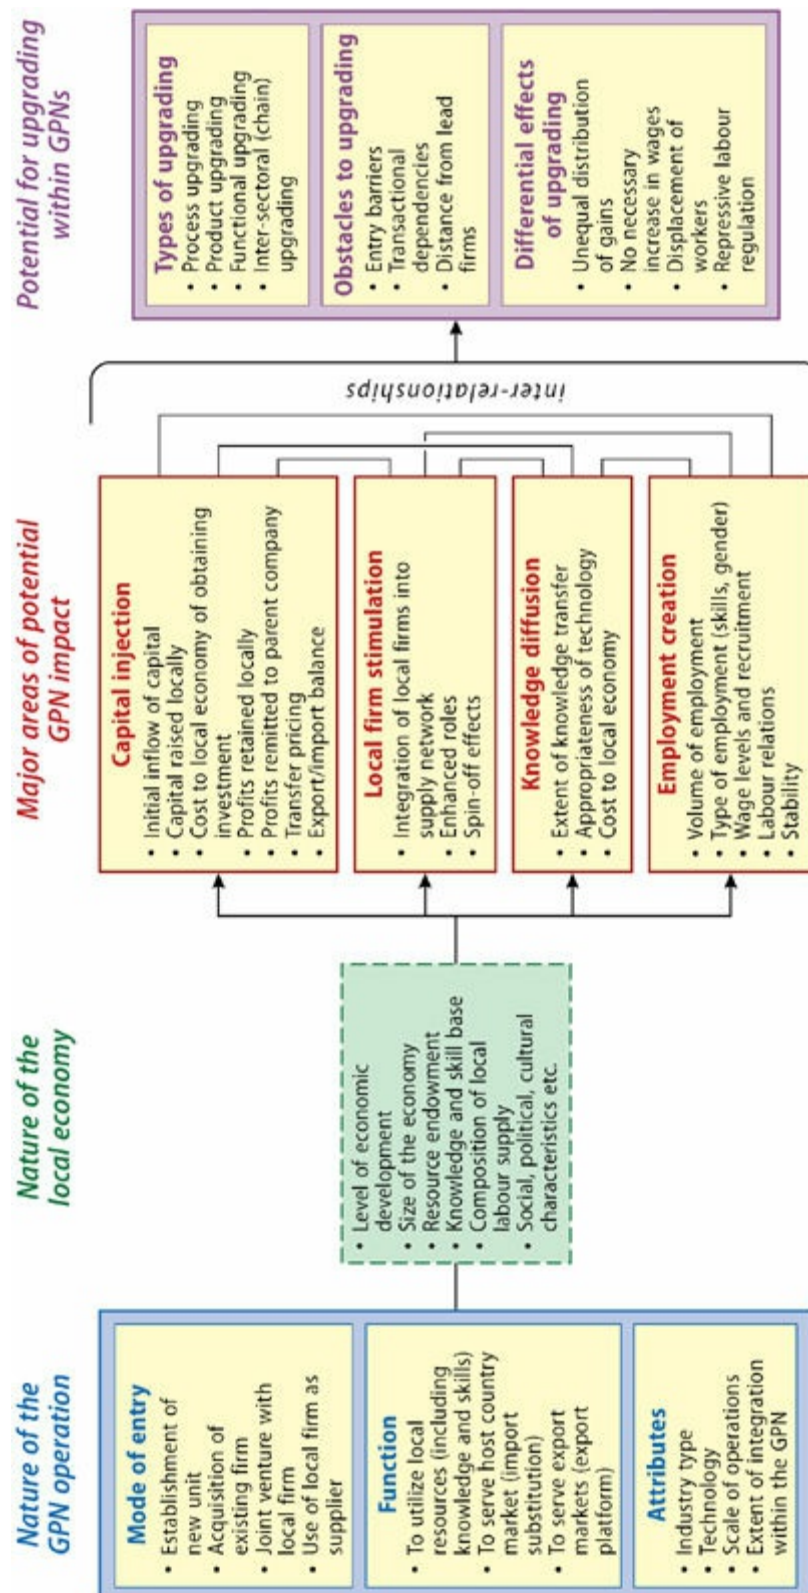 Nature of the
GPN operation
Mode of entry
• Establishment of
new unit
• Acquisition of
existing firm
• Joint venture with
local firm
• Use of local firm as
supplier
Function
• To utilize local
resources (including
knowledge and skills)
• To serve host country
market (import
substitution)
• To serve export
markets (export
platform)
Attributes
• Industry type
• Technology
• Scale of operations
• Extent of integration
within the GPN
Nature of the
local economy
• Level of economic
development
• Size of the economy
• Resource endowment
• Knowledge and skill base
• Composition of local
labour supply
• Social, political, cultural
characteristics etc.
Major areas of potential
GPN impact
Capital injection
• Initial inflow of capital
• Capital raised locally
• Cost to local economy of obtaining
investment
• Profits retained locally
• Profits remitted to parent company
• Transfer pricing
• Export/import balance
Local firm stimulation
• Integration of local firms into
supply network
• Enhanced roles
• Spin-off effects
Knowledge diffusion
• Extent of knowledge transfer
• Appropriateness of technology
• Cost to local economy
Employment creation
• Volume of employment
• Type of employment (skills, gender)
• Wage levels and recruitment
• Labour relations
• Stability
inter-relationships
Potential for upgrading
within GPNs
Types of upgrading
• Process upgrading
• Product upgrading
• Functional upgrading
• Inter-sectoral (chain)
upgrading
Obstacles to upgrading
• Entry barriers
• Transactional
dependencies
• Distance from lead
firms
Differential effects
of upgrading
• Unequal distribution
of gains
• No necessary
increase in wages
• Displacement of
workers
• Repressive labour
regulation